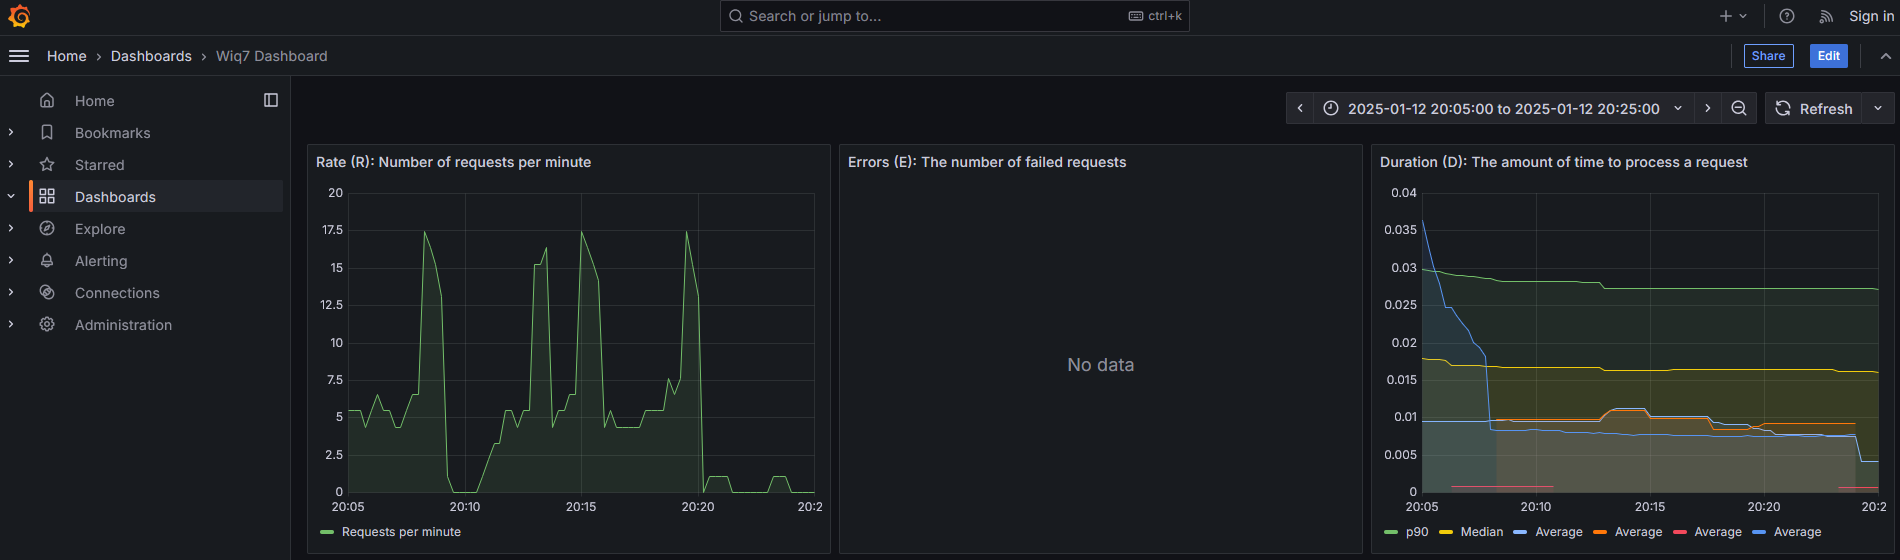 Search or jump to...
ctrl+k
Sign in
Home › Dashboards › Wiq7 Dashboard
Share
Edit
Home
Bookmarks
Starred
Dashboards
Explore
Alerting
Connections
Administration
2025-01-12 20:05:00 to 2025-01-12 20:25:00
Refresh
Rate (R): Number of requests per minute
20
17.5
15
12.5
10
7.5
5
2.5
0
20:05 20:10 20:15 20:20 20:2
Requests per minute
Errors (E): The number of failed requests
No data
Duration (D): The amount of time to process a request
0.04
0.035
0.03
0.025
0.02
0.015
0.01
0.005
0
20:05 20:10 20:15 20:20 20:2
p90 Median Average Average Average Average